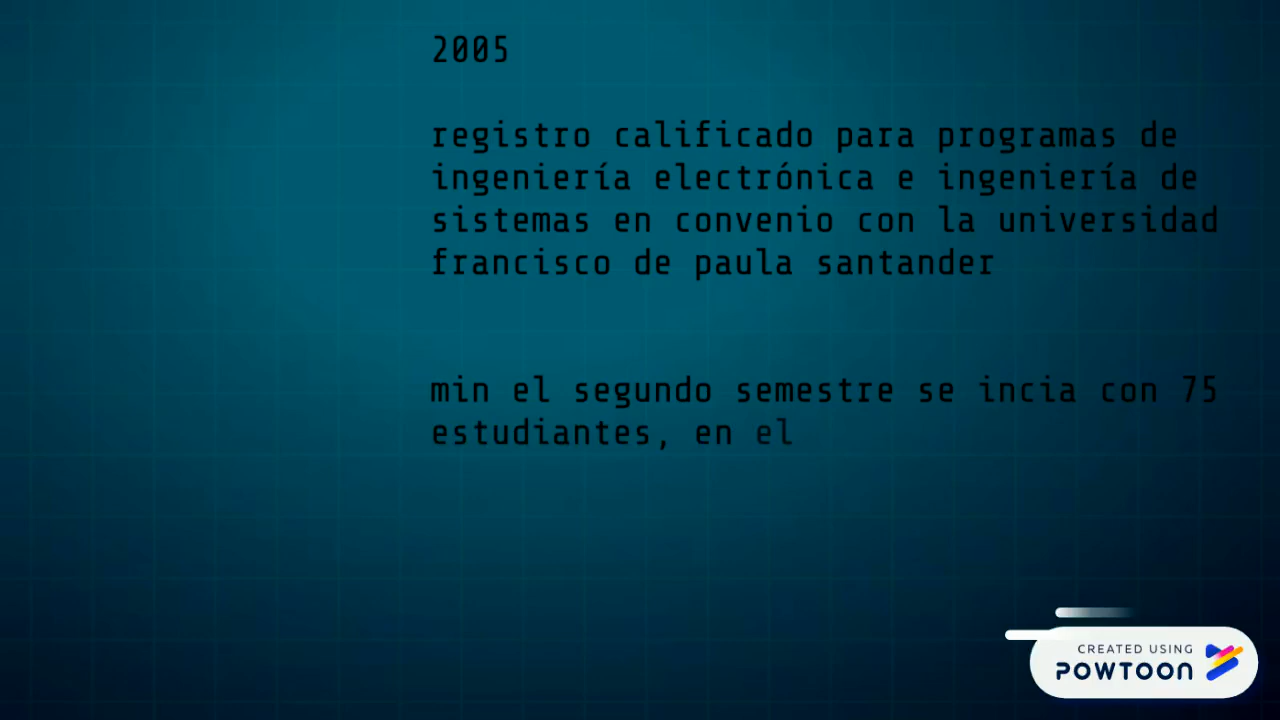 2005
registro calificado para programas de
ingeniería electrónica e ingeniería de
sistemas en convenio con la universidad
francisco de paula santander
min el segundo semestre se incia con 75
estudiantes, en el
CREATED USING
POWTOON